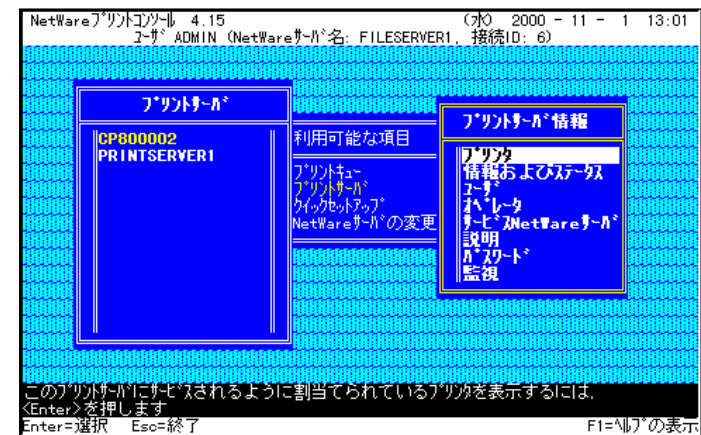 NetWareﾌﾟﾘﾝﾄｺﾝｿｰﾙ 4.15 (水) 2000 - 11 - 1 13:01
ﾕｰｻﾞ ADMIN (NetWareｻｰﾊﾞ名: FILESERVER1, 接続ID: 6)
ﾌﾟﾘﾝﾄｻｰﾊﾞ
CP800002
PRINTSERVER1
利用可能な項目
ﾌﾟﾘﾝﾄｷｭｰ
ﾌﾟﾘﾝﾄｻｰﾊﾞ
ｸｲｯｸｾｯﾄｱｯﾌﾟ
NetWareｻｰﾊﾞの変更
ﾌﾟﾘﾝﾄｻｰﾊﾞ情報
ﾌﾟﾘﾝﾀ
情報およびｽﾃｰﾀｽ
ﾕｰｻﾞ
ｵﾍﾟﾚｰﾀ
ｻｰﾋﾞｽNetWareｻｰﾊﾞ
説明
ﾊﾟｽﾜｰﾄﾞ
監視
このﾌﾟﾘﾝﾄｻｰﾊﾞにｻｰﾋﾞｽされるように割当てられているﾌﾟﾘﾝﾀを表示するには,
<Enter>を押します
Enter=選択 Esc=終了 F1=ﾍﾙﾌﾟの表示